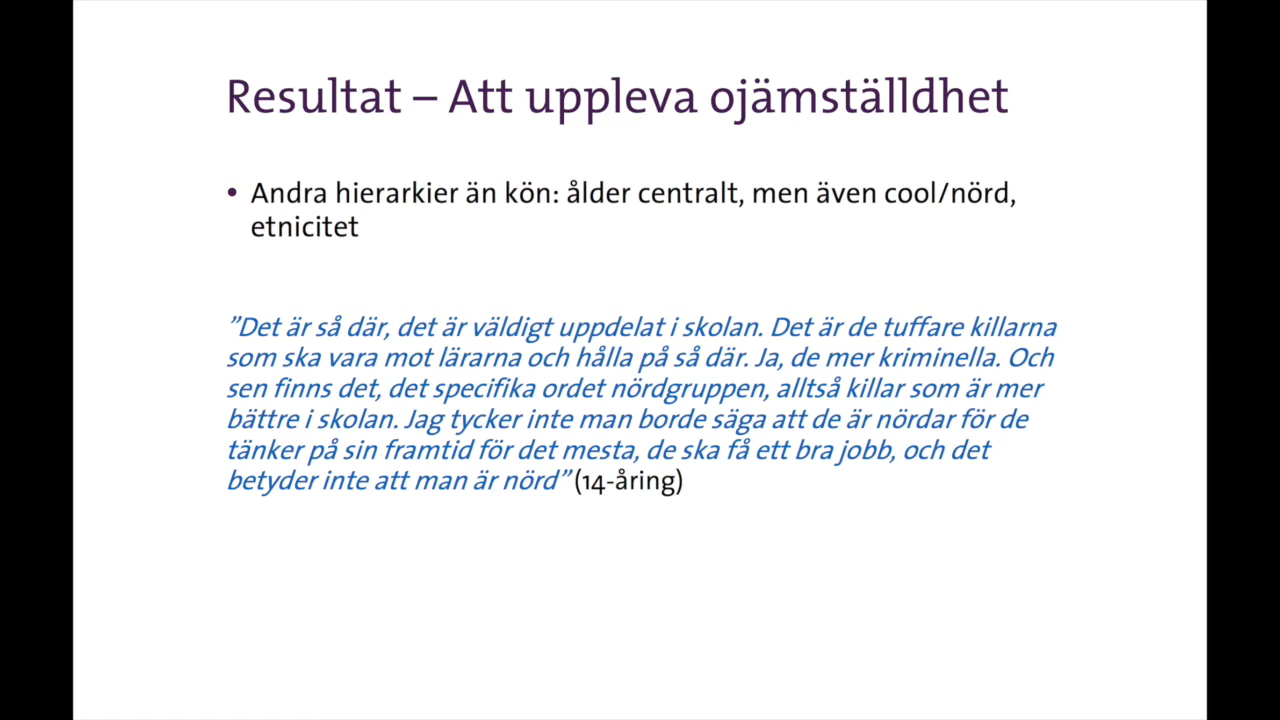 Resultat – Att uppleva ojämställdhet
• Andra hierarkier än kön: ålder centralt, men även cool/nörd,
etnicitet
”Det är så där, det är väldigt uppdelat i skolan. Det är de tuffare killarna
som ska vara mot lärarna och hålla på så där. Ja, de mer kriminella. Och
sen finns det, det specifika ordet nördgruppen, alltså killar som är mer
bättre i skolan. Jag tycker inte man borde säga att de är nördar för de
tänker på sin framtid för det mesta, de ska få ett bra jobb, och det
betyder inte att man är nörd” (14-åring)